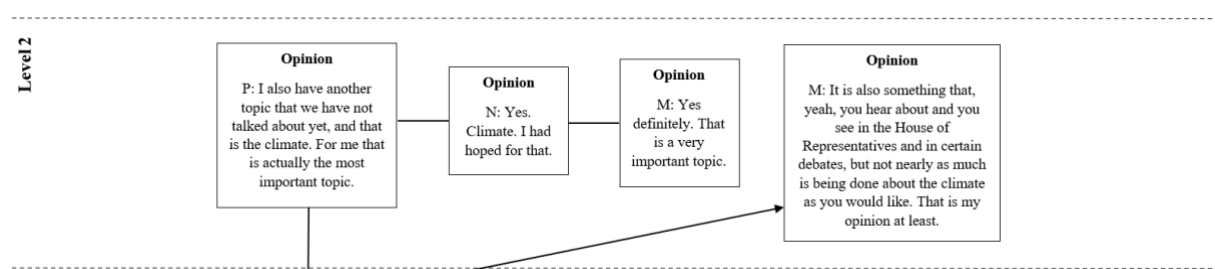 Level 2
Opinion
P: I also have another
topic that we have not
talked about yet, and that
is the climate. For me that
is actually the most
important topic.
Opinion
N: Yes.
Climate. I had
hoped for that.
Opinion
M: Yes
definitely. That
is a very
important topic.
Opinion
M: It is also something that,
yeah, you hear about and you
see in the House of
Representatives and in certain
debates, but not nearly as much
is being done about the climate
as you would like. That is my
opinion at least.